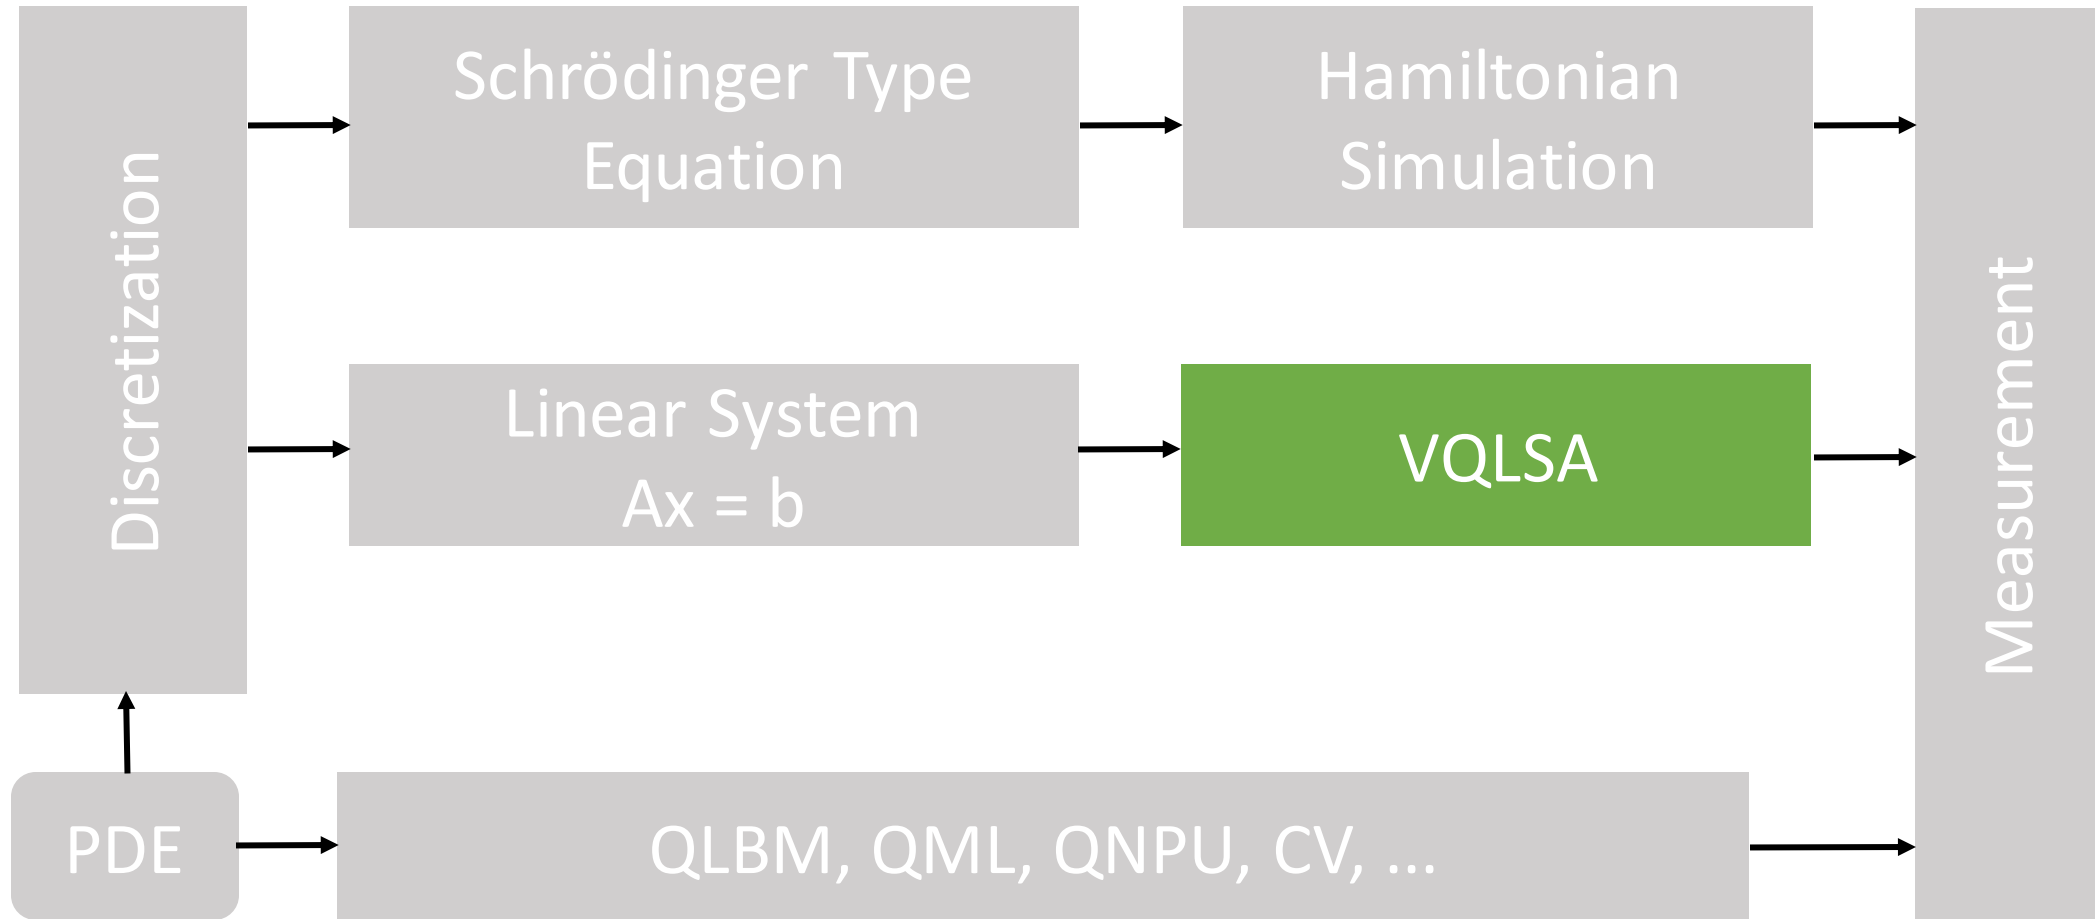 Discretization
Schrödinger Type
Equation
Hamiltonian
Simulation
Linear System
Ax = b
VQLSA
Measurement
PDE
QLBM, QML, QNPU, CV, ...